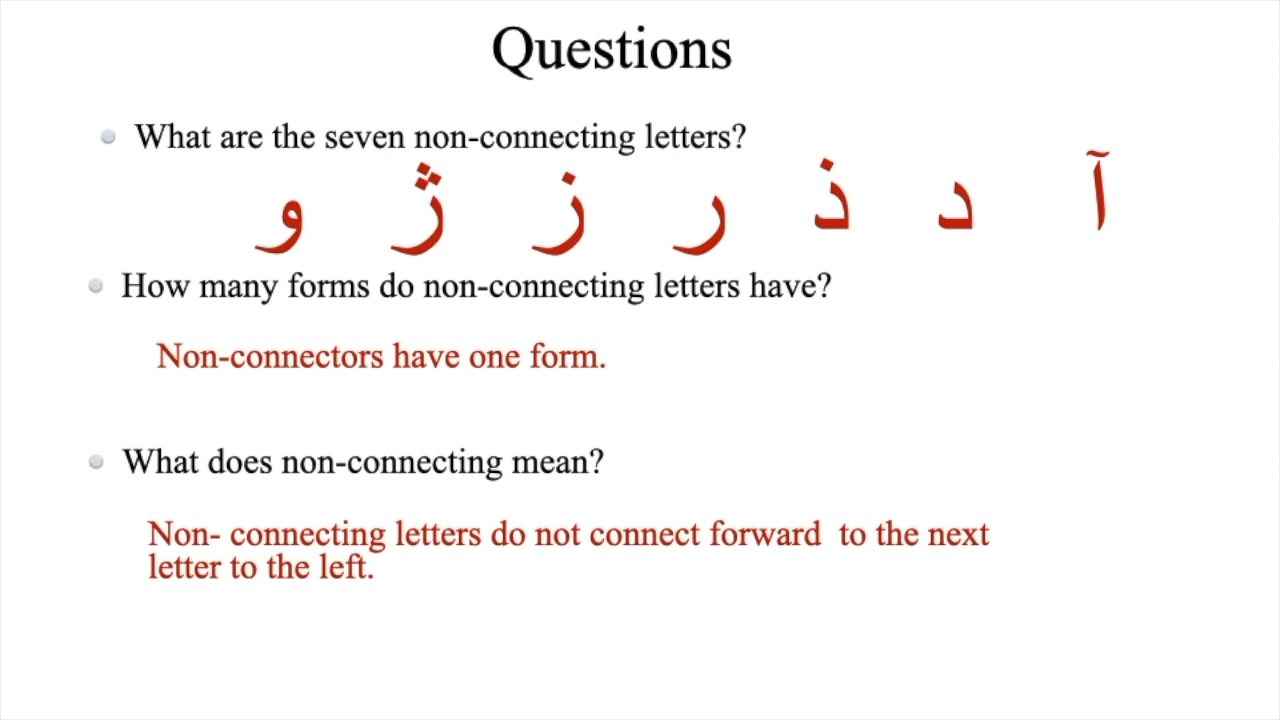 Questions
What are the seven non-connecting letters?
آ د ذ ر ز ژ و
How many forms do non-connecting letters have?
Non-connectors have one form.
What does non-connecting mean?
Non- connecting letters do not connect forward  to the next
letter to the left.